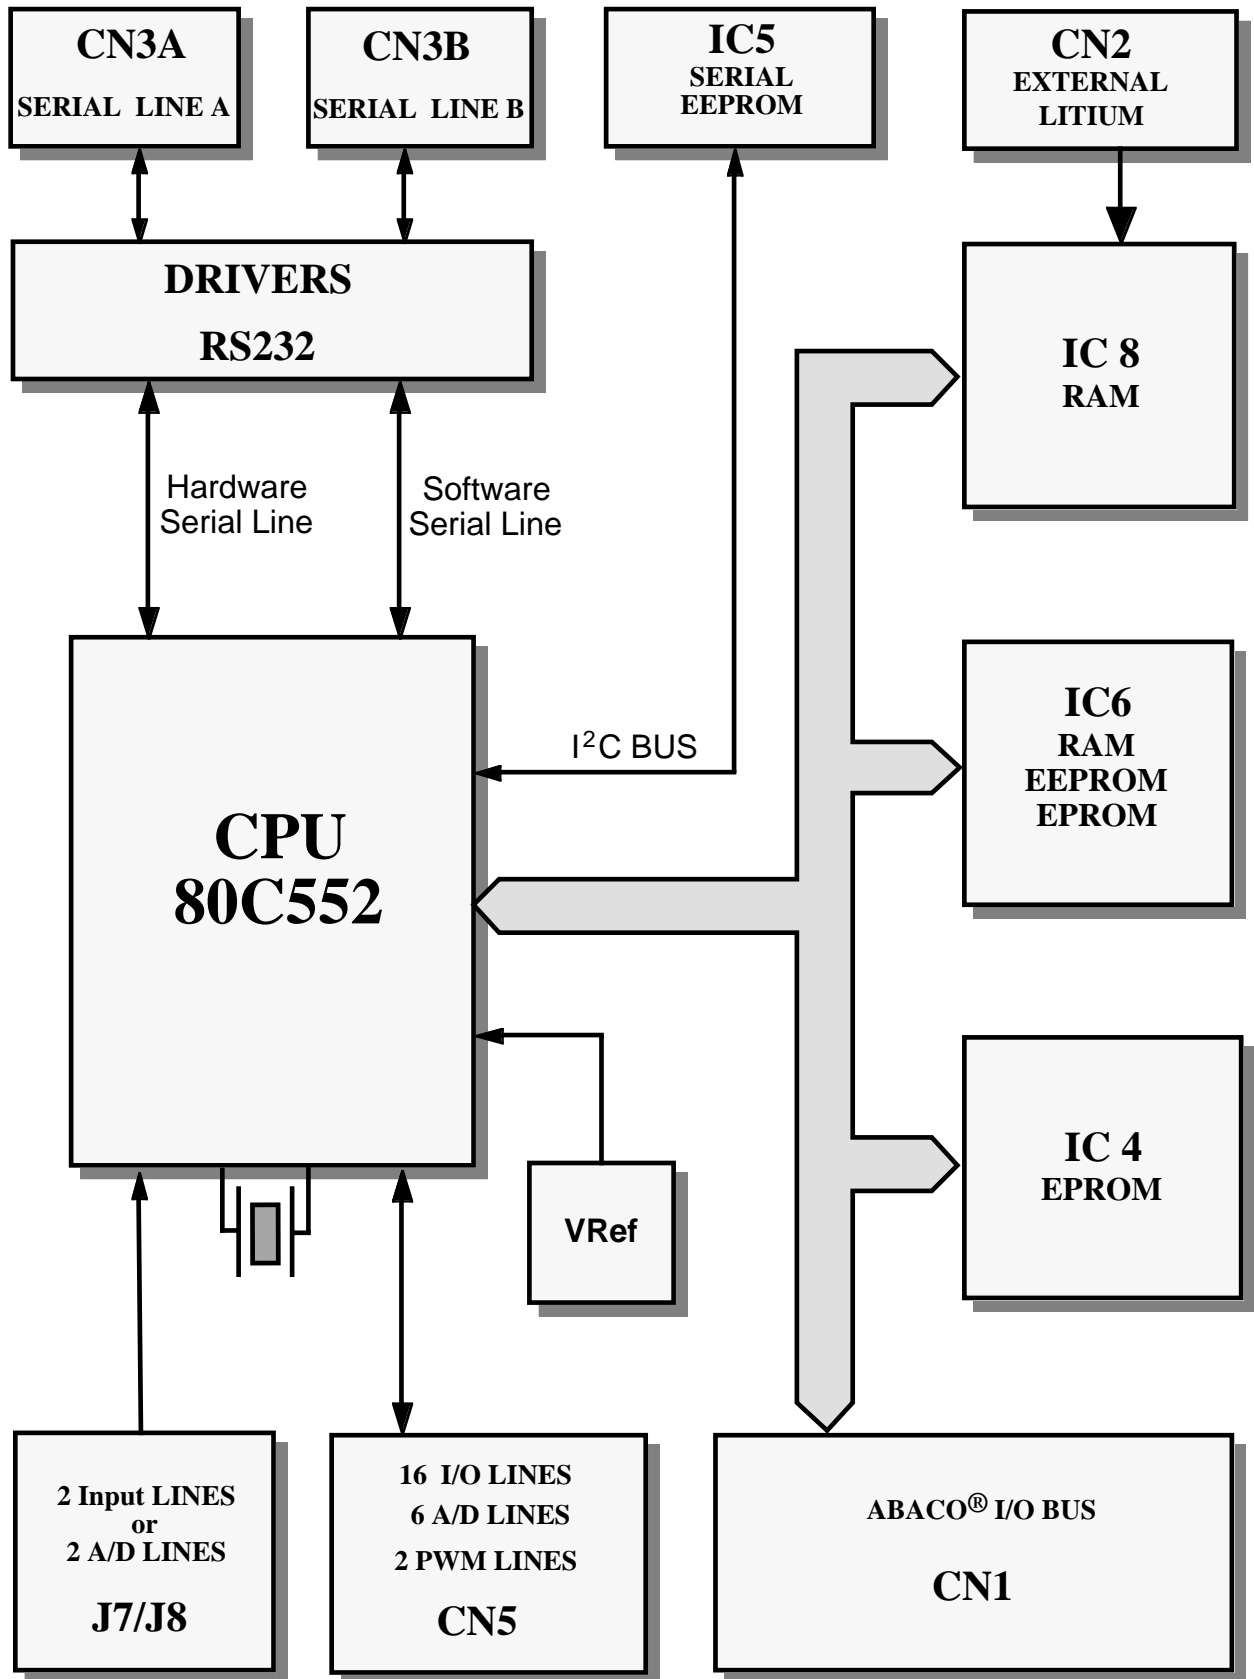 CN3A
SERIAL LINE A
CN3B
SERIAL LINE B
IC5
SERIAL
EEPROM
CN2
EXTERNAL
LITIUM
DRIVERS
RS232
IC 8
RAM
Hardware
Serial Line
Software
Serial Line
IC6
RAM
EEPROM
EPROM
I²C BUS
CPU
80C552
IC 4
EPROM
VRef
2 Input LINES
or
2 A/D LINES
J7/J8
16 I/O LINES
6 A/D LINES
2 PWM LINES
CN5
ABACO® I/O BUS
CN1